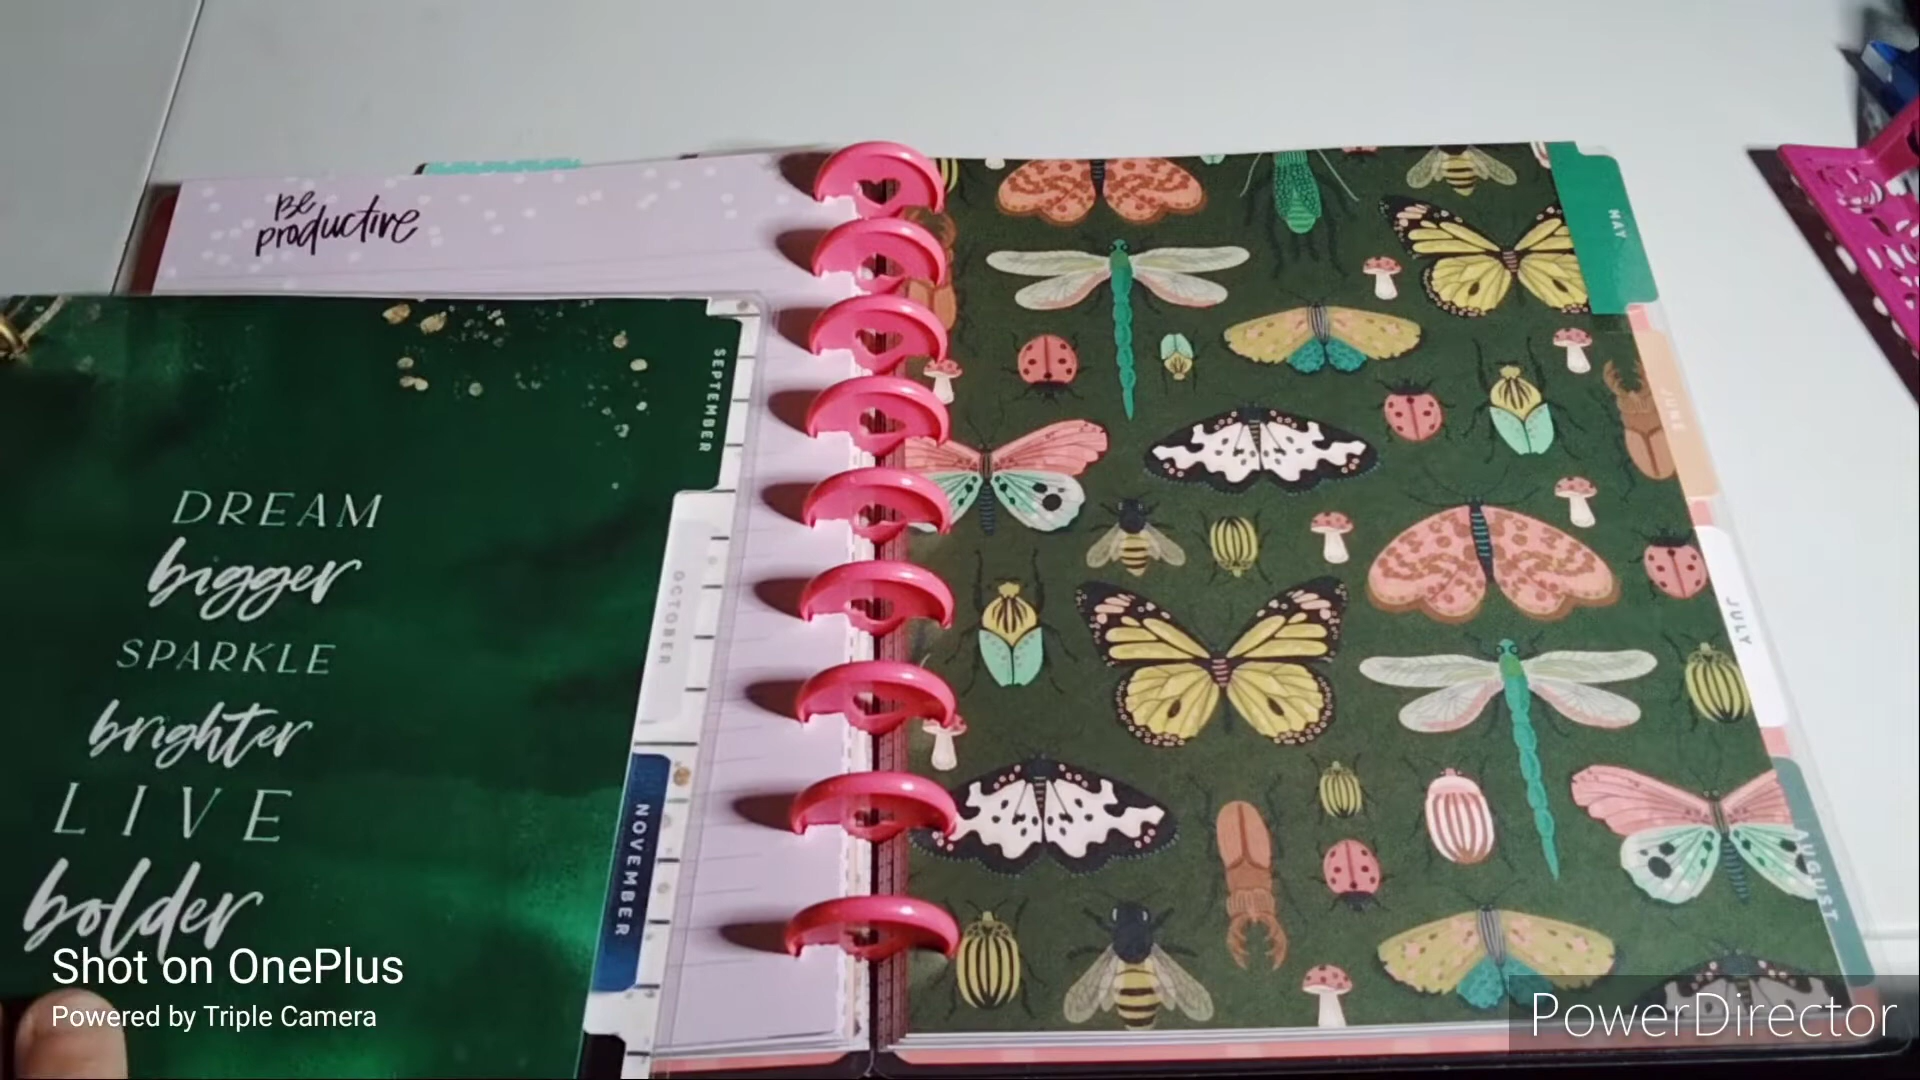 Be
productive
SEPTEMBER
DREAM
bigger
SPARKLE
brighter
LIVE
bolder
OCTOBER
NOVEMBER
MAY
JUNE
JULY
AUGUST
Shot on OnePlus
Powered by Triple Camera
PowerDirector